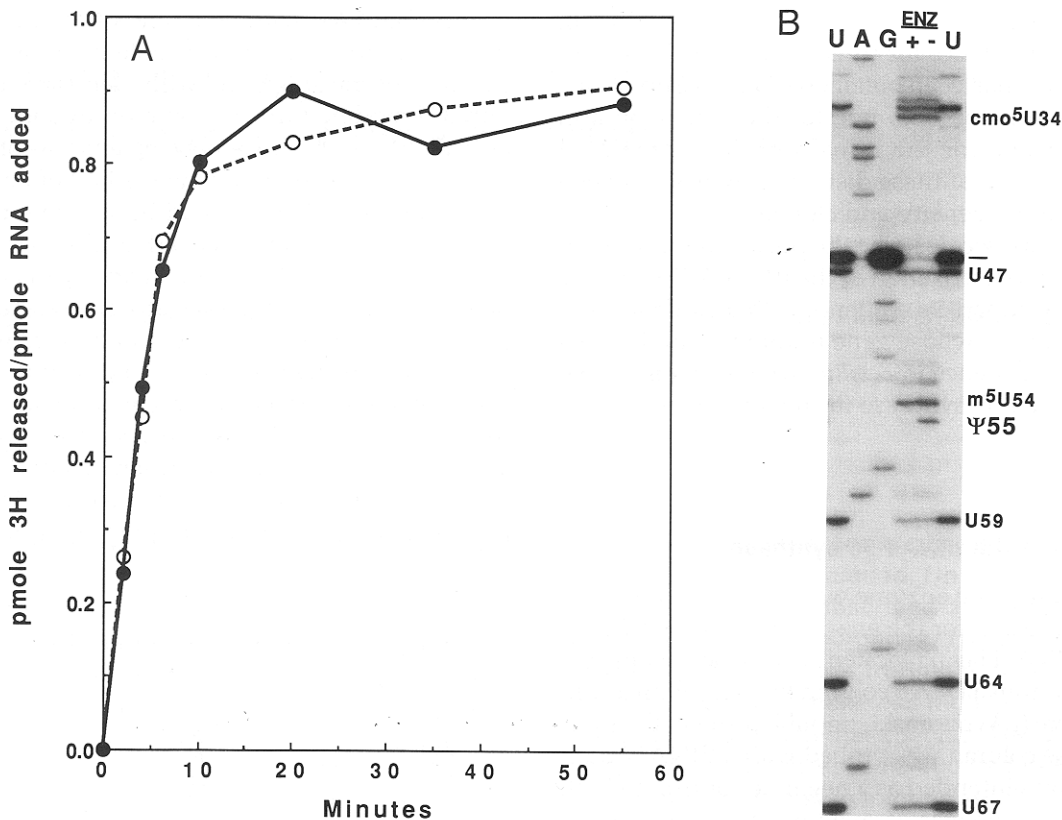 A
pmole 3H released/pmole RNA added
1.0
0.8
0.6
0.4
0.2
0.0
0 10 20 30 40 50 60
Minutes
B
ENZ
U A G + - U
cmo⁵U34
U47
m⁵U54
Ψ55
U59
U64
U67